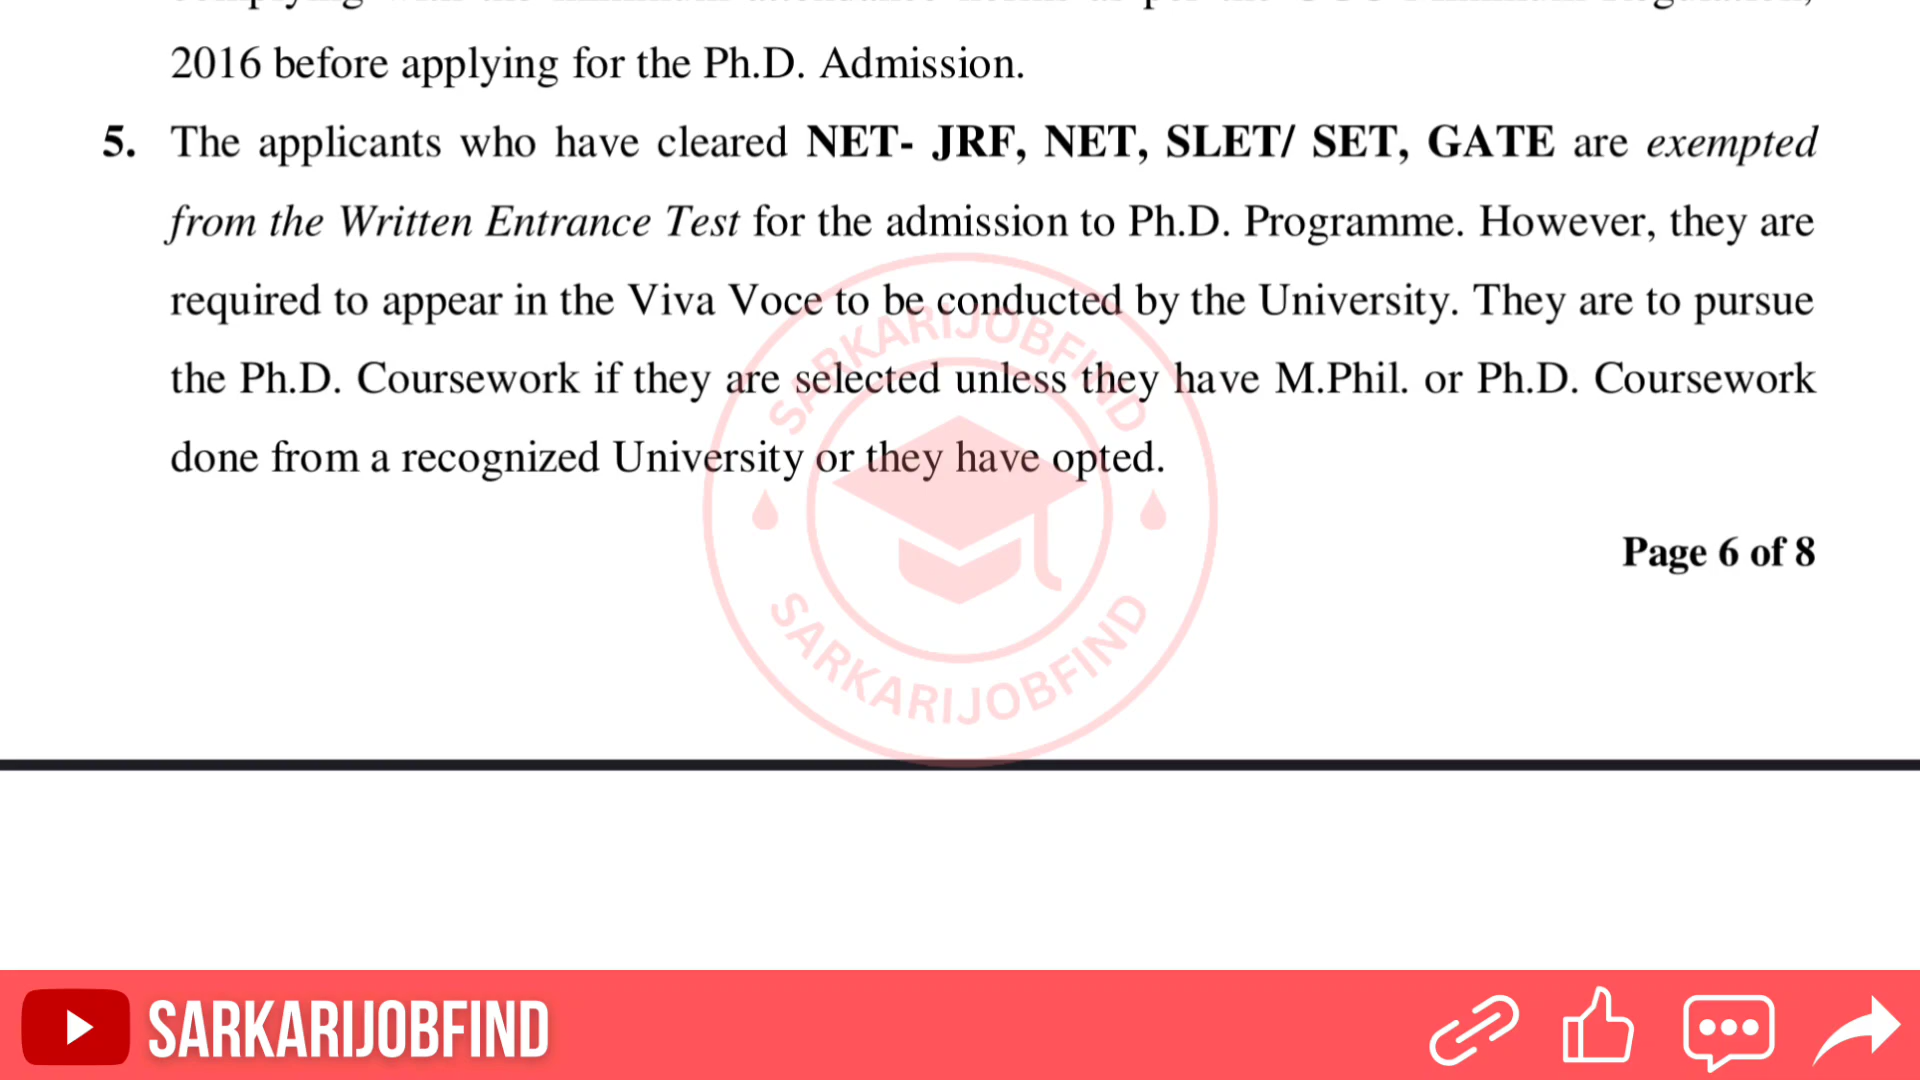 2016 before applying for the Ph.D. Admission.
5. The applicants who have cleared NET- JRF, NET, SLET/ SET, GATE are exempted
from the Written Entrance Test for the admission to Ph.D. Programme. However, they are
required to appear in the Viva Voce to be conducted by the University. They are to pursue
the Ph.D. Coursework if they are selected unless they have M.Phil. or Ph.D. Coursework
done from a recognized University or they have opted.
SARKARIJOBFIND
SARKARIJOBFIND
Page 6 of 8
SARKARIJOBFIND